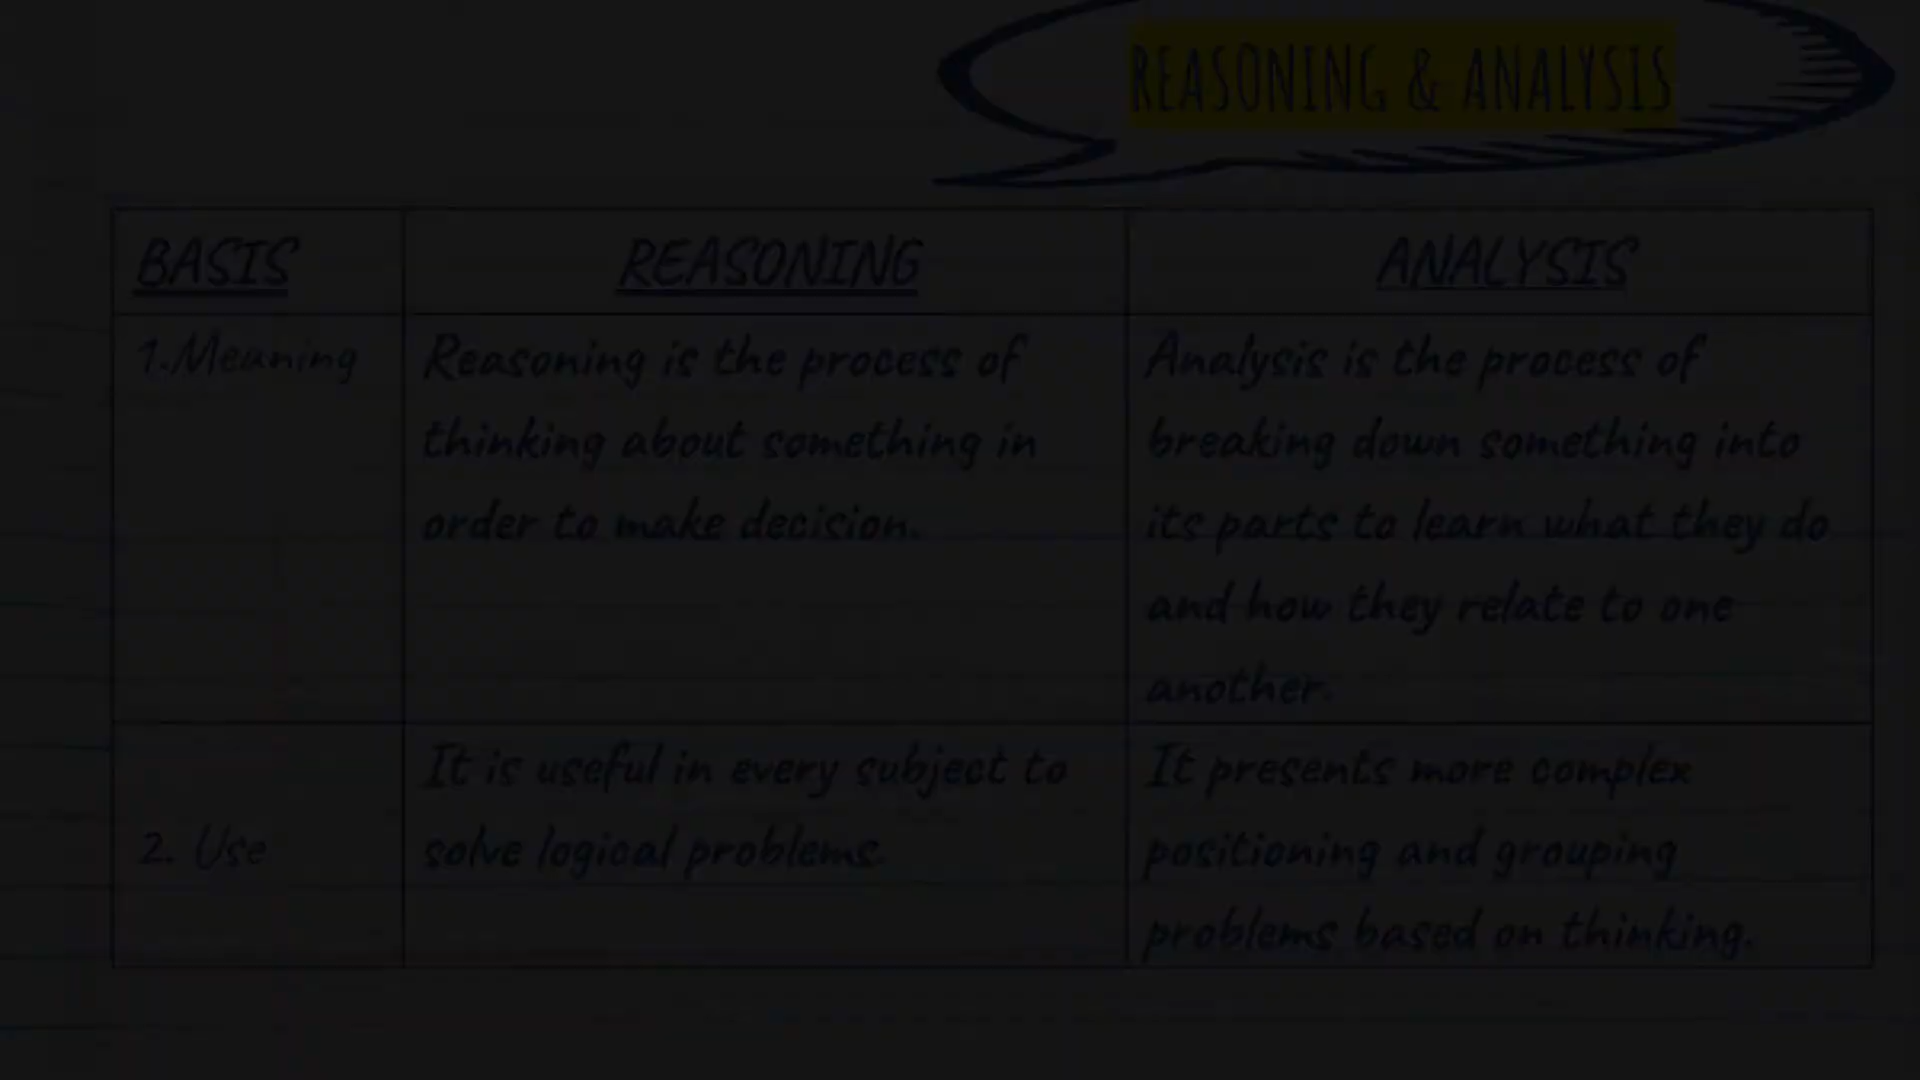 REASONING & ANALYSIS
BASIS
REASONING
ANALYSIS
1.Meaning
Reasoning is the process of
thinking about something in
order to make decision.
Analysis is the process of
breaking down something into
its parts to learn what they do
and how they relate to one
another.
2. Use
It is useful in every subject to
solve logical problems.
It presents more complex
positioning and grouping
problems based on thinking.